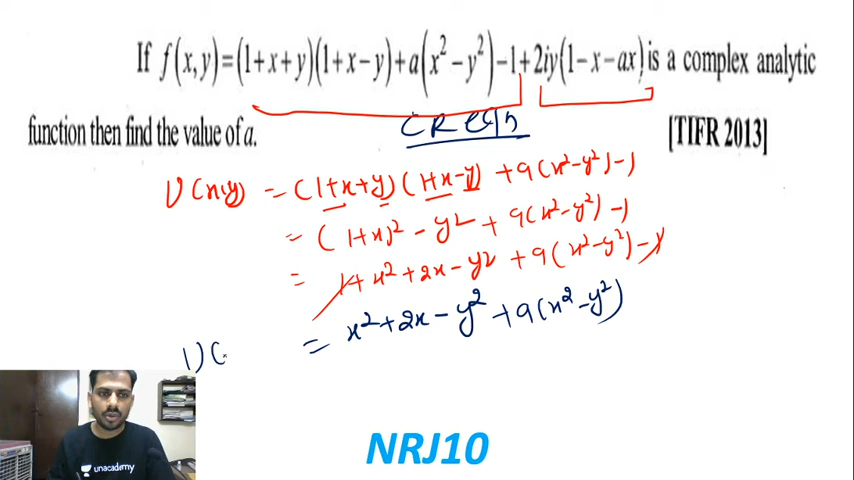 If f(x,y)=(1+x+y)(1+x−y)+a(x²−y²)−1+2iy(1−x−ax) is a complex analytic
function then find the value of a. [TIFR 2013]
CR eqn
U(x,y) = (1+x+y)(1+x−y) + a(x²−y²)−1
= (1+x)² − y² + a(x²−y²)−1
= 1+x²+2x−y² + a(x²−y²)−1
= x²+2x−y² + a(x²−y²)
unacademy
NRJ10